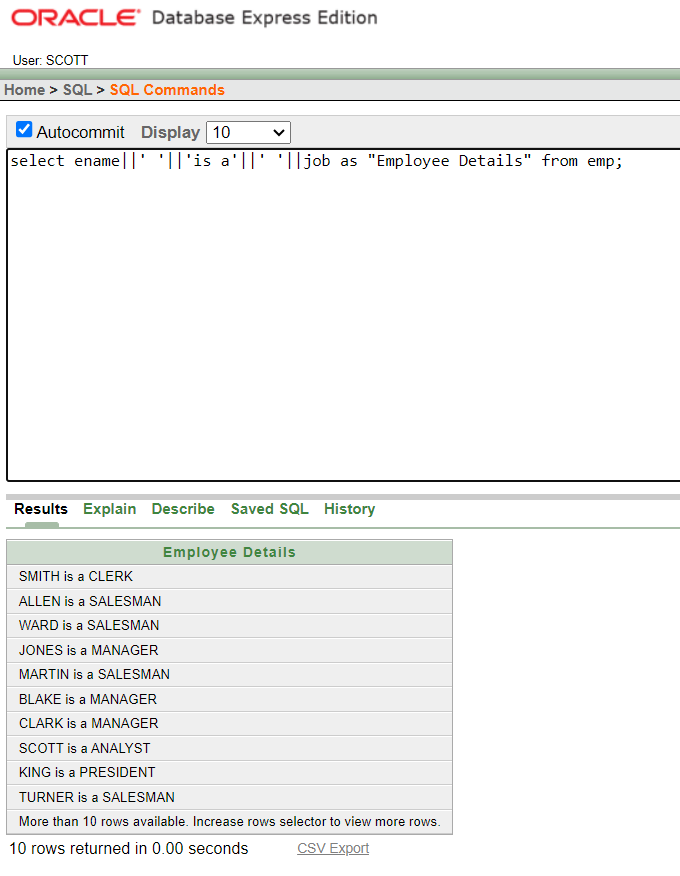 ORACLE® Database Express Edition
User: SCOTT
Home > SQL > SQL Commands
Autocommit Display 10
select ename||' '||'is a'||' '||job as "Employee Details" from emp;
Results Explain Describe Saved SQL History
Employee Details
SMITH is a CLERK
ALLEN is a SALESMAN
WARD is a SALESMAN
JONES is a MANAGER
MARTIN is a SALESMAN
BLAKE is a MANAGER
CLARK is a MANAGER
SCOTT is a ANALYST
KING is a PRESIDENT
TURNER is a SALESMAN
More than 10 rows available. Increase rows selector to view more rows.
10 rows returned in 0.00 seconds CSV Export